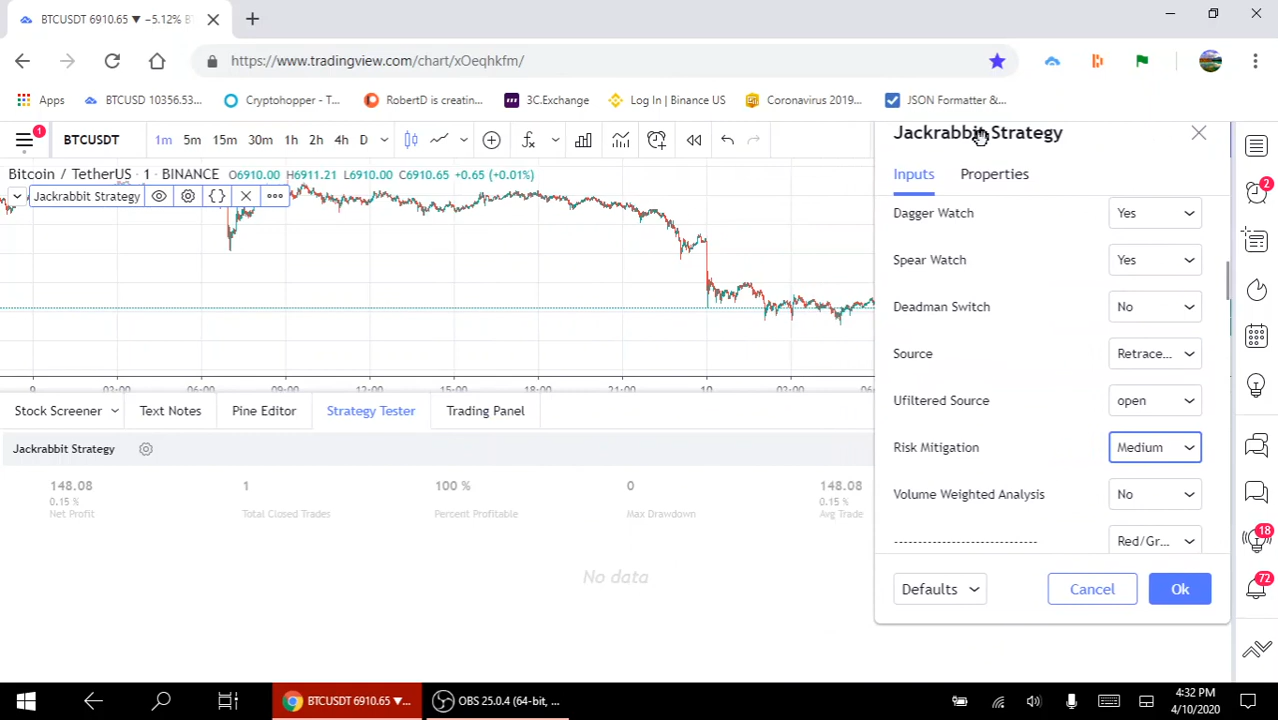 BTCUSDT 6910.65 ▼ −5.12%
https://www.tradingview.com/chart/xOeqhkfm/
Apps BTCUSD 10356.53... Cryptohopper - T... RobertD is creatin... 3C.Exchange Log In | Binance US Coronavirus 2019... JSON Formatter &...
1 BTCUSDT 1m 5m 15m 30m 1h 2h 4h D
Jackrabbit Strategy
Bitcoin / TetherUS · 1 · BINANCE O6910.00 H6911.21 L6910.00 C6910.65 +0.65 (+0.01%)
Inputs Properties
2
Jackrabbit Strategy
Dagger Watch Yes
Spear Watch Yes
Deadman Switch No
Source Retrace...
Ufiltered Source open
Risk Mitigation Medium
Volume Weighted Analysis No
----------------------------- Red/Gr...
Defaults Cancel Ok
9 03:00 06:00 09:00 12:00 15:00 18:00 21:00 10 03:00
Stock Screener Text Notes Pine Editor Strategy Tester Trading Panel
Jackrabbit Strategy
148.08 1 100 % 0 148.08
0.15 % 0.15 %
Net Profit Total Closed Trades Percent Profitable Max Drawdown Avg Trade
No data
18
72
BTCUSDT 6910.65 ▼... OBS 25.0.4 (64-bit, ...
4:32 PM
4/10/2020